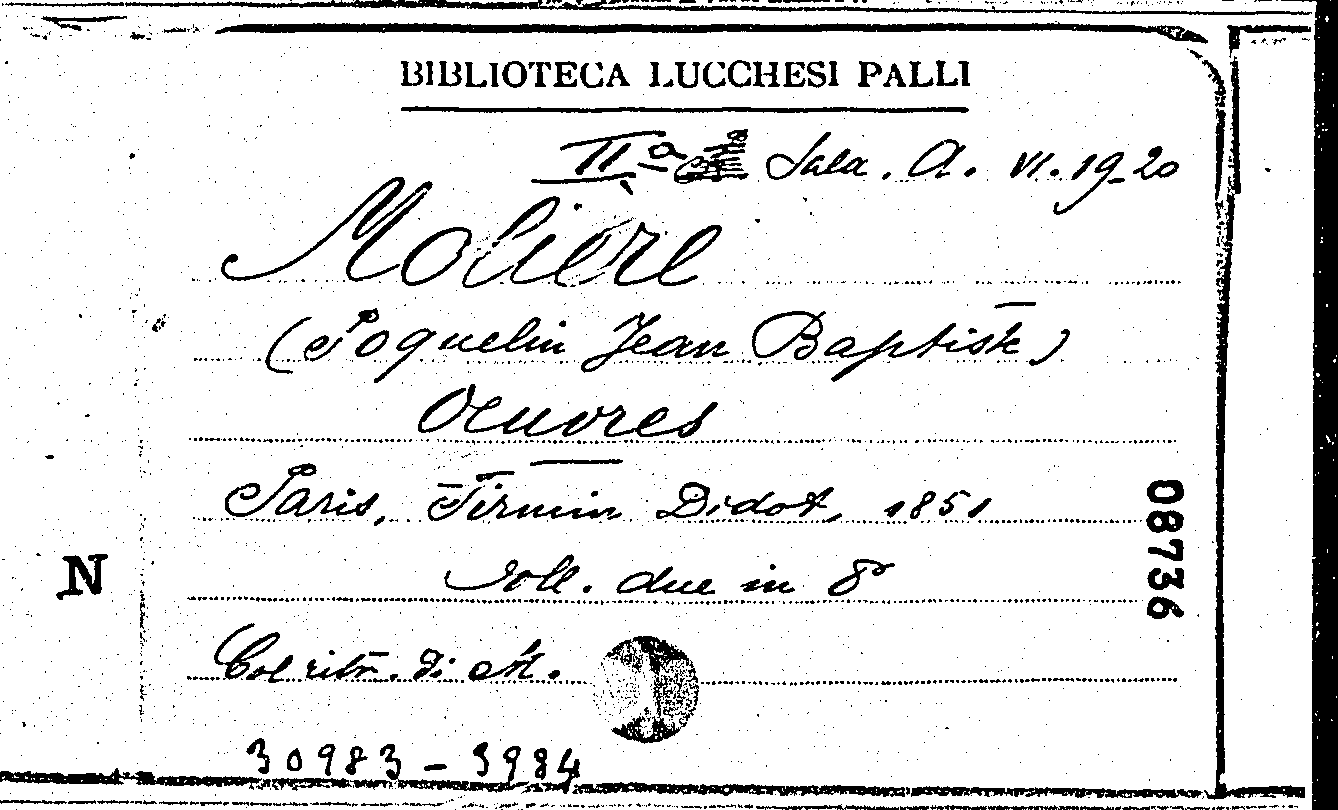 BIBLIOTECA LUCCHESI PALLI
IIª Sala. A. VI. 19-20
Molière
(Poquelin Jean Baptiste)
Oeuvres
Paris, Firmin Didot, 1851
Voll. due in 8°
Col ritr. di M.
30983 - 3984
N
08736